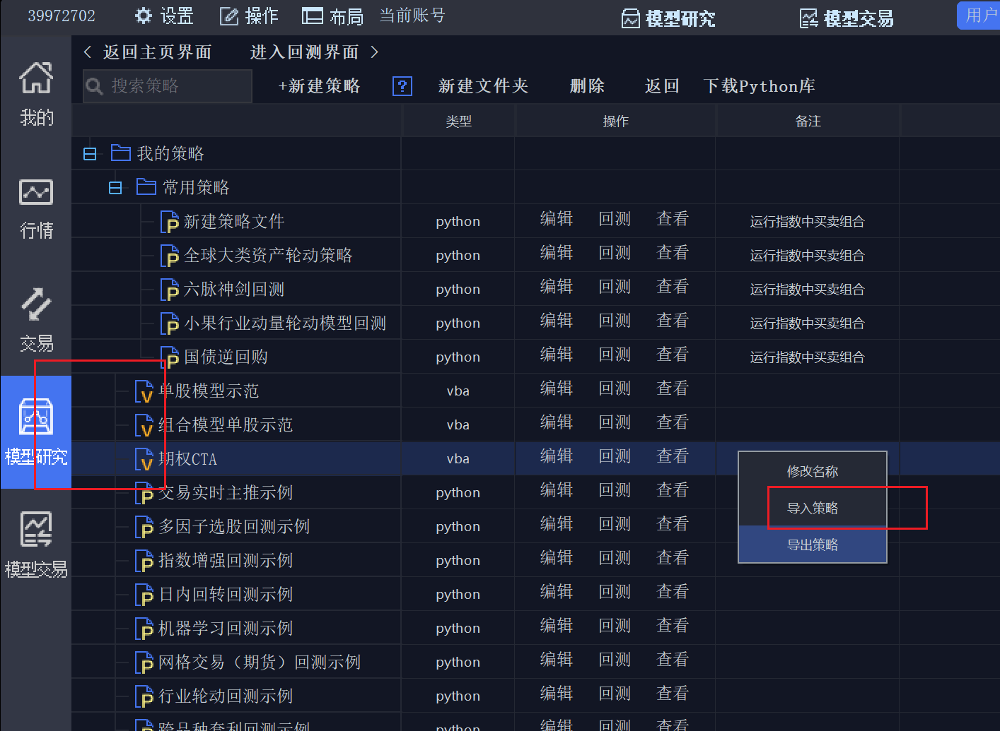 39972702 设置 操作 布局 当前账号 模型研究 模型交易 用户
返回主页界面 进入回测界面
搜索策略 +新建策略 ? 新建文件夹 删除 返回 下载Python库
类型 操作 备注
我的策略
常用策略
新建策略文件 python 编辑 回测 查看 运行指数中买卖组合
全球大类资产轮动策略 python 编辑 回测 查看 运行指数中买卖组合
六脉神剑回测 python 编辑 回测 查看 运行指数中买卖组合
小果行业动量轮动模型回测 python 编辑 回测 查看 运行指数中买卖组合
国债逆回购 python 编辑 回测 查看 运行指数中买卖组合
单股模型示范 vba 编辑 回测 查看
组合模型单股示范 vba 编辑 回测 查看
期权CTA vba 编辑 回测 查看
交易实时主推示例 python 编辑 回测 查看
多因子选股回测示例 python 编辑 回测 查看
指数增强回测示例 python 编辑 回测 查看
日内回转回测示例 python 编辑 回测 查看
机器学习回测示例 python 编辑 回测 查看
网格交易（期货）回测示例 python 编辑 回测 查看
行业轮动回测示例 python 编辑 回测 查看
跨品种套利回测示例 python 编辑 回测 查看
修改名称
导入策略
导出策略
我的
行情
交易
模型研究
模型交易